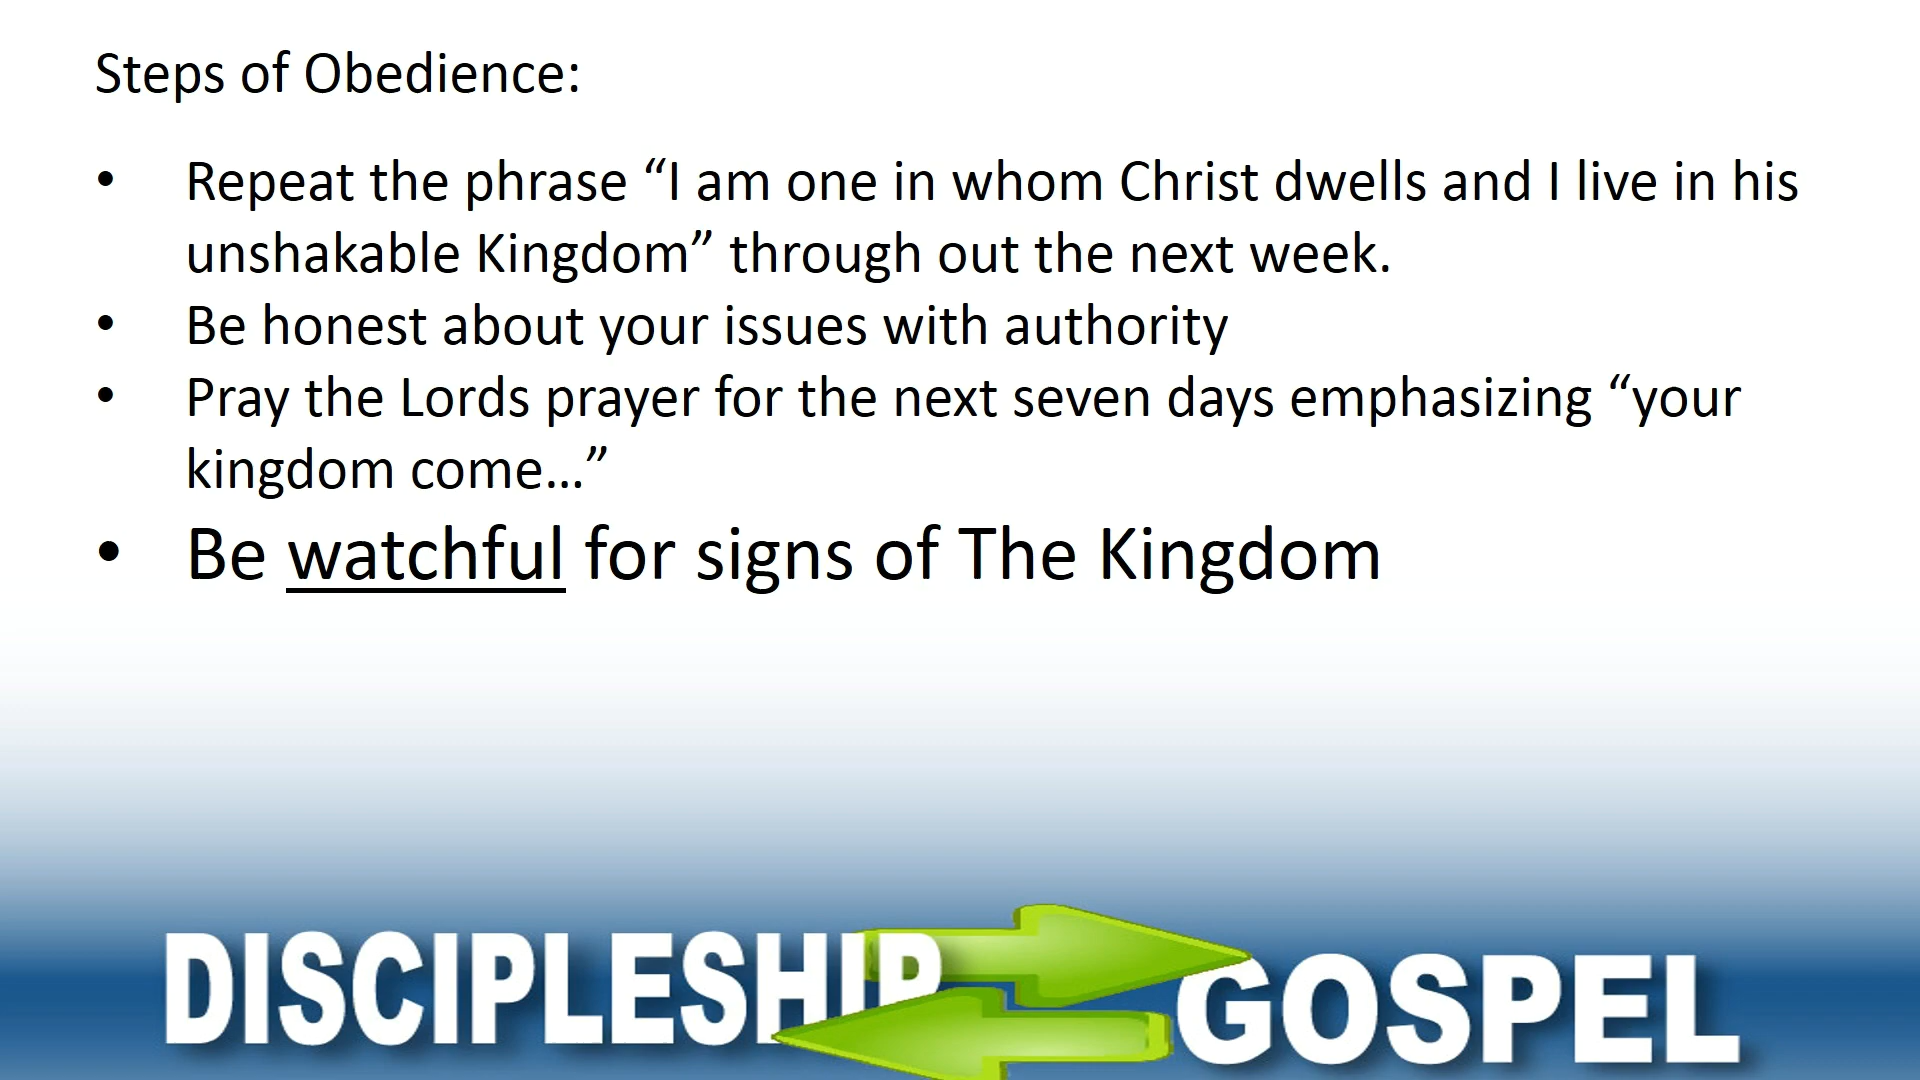 Steps of Obedience:
• Repeat the phrase “I am one in whom Christ dwells and I live in his
unshakable Kingdom” through out the next week.
• Be honest about your issues with authority
• Pray the Lords prayer for the next seven days emphasizing “your
kingdom come…”
• Be watchful for signs of The Kingdom
DISCIPLESHIP GOSPEL